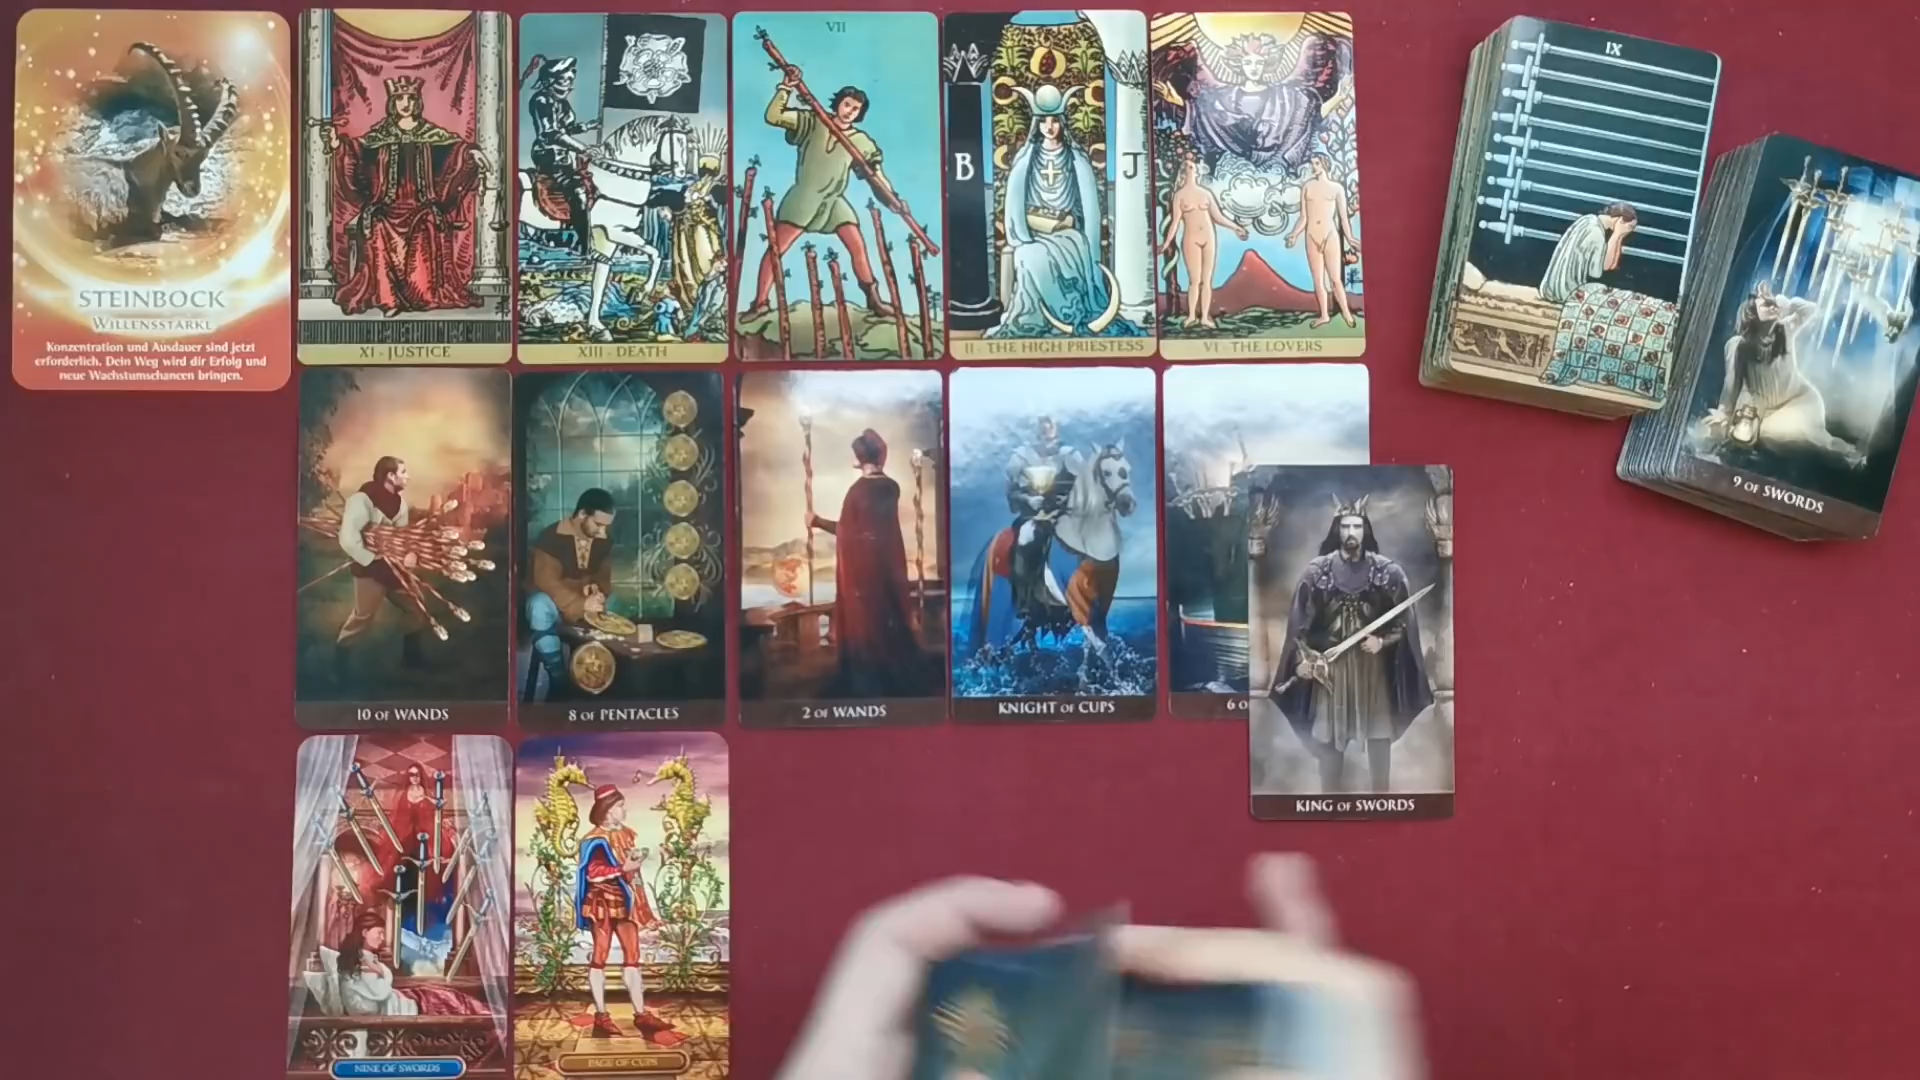 STEINBOCK
WILLENSSTÄRKE
Konzentration und Ausdauer sind jetzt
erforderlich. Dein Weg wird dir Erfolg und
neue Wachstumschancen bringen.
XI - JUSTICE
XIII - DEATH
VII
B
J
II - THE HIGH PRIESTESS
VI - THE LOVERS
IX
9 OF SWORDS
10 OF WANDS
8 OF PENTACLES
2 OF WANDS
KNIGHT OF CUPS
6 O
KING OF SWORDS
NINE OF SWORDS
PAGE OF CUPS